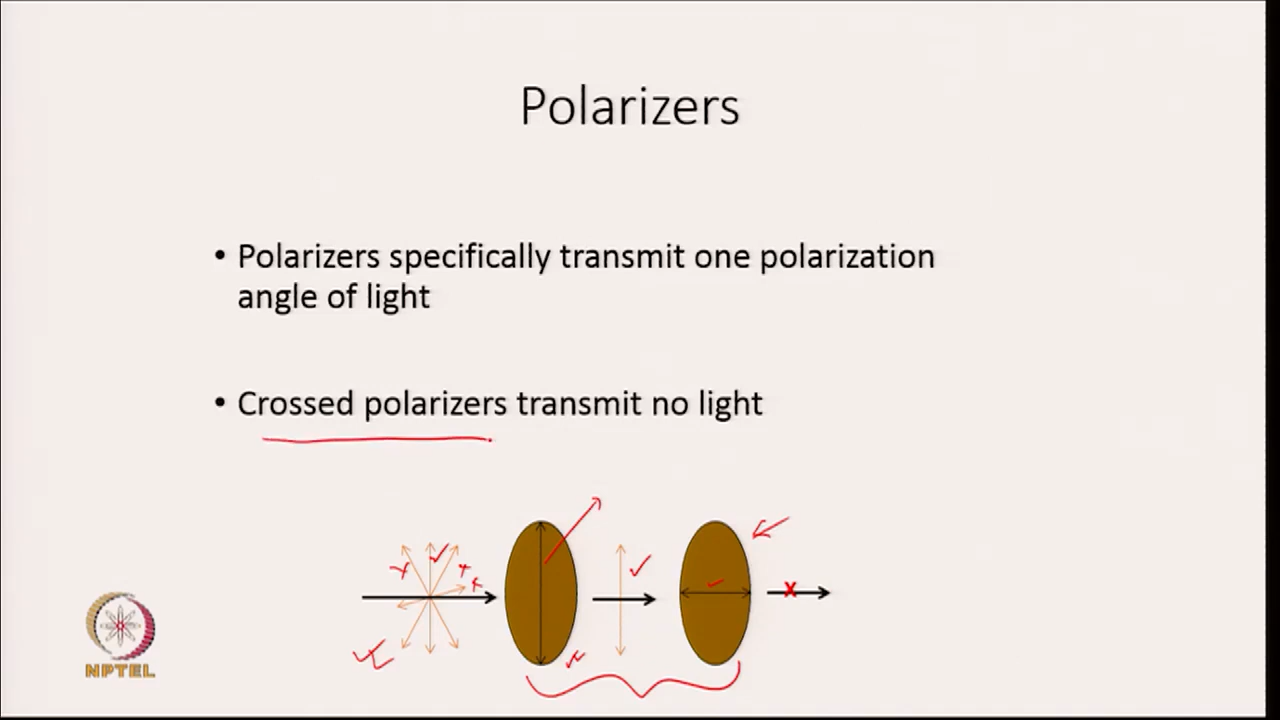 Polarizers
• Polarizers specifically transmit one polarization
angle of light
• Crossed polarizers transmit no light
NPTEL